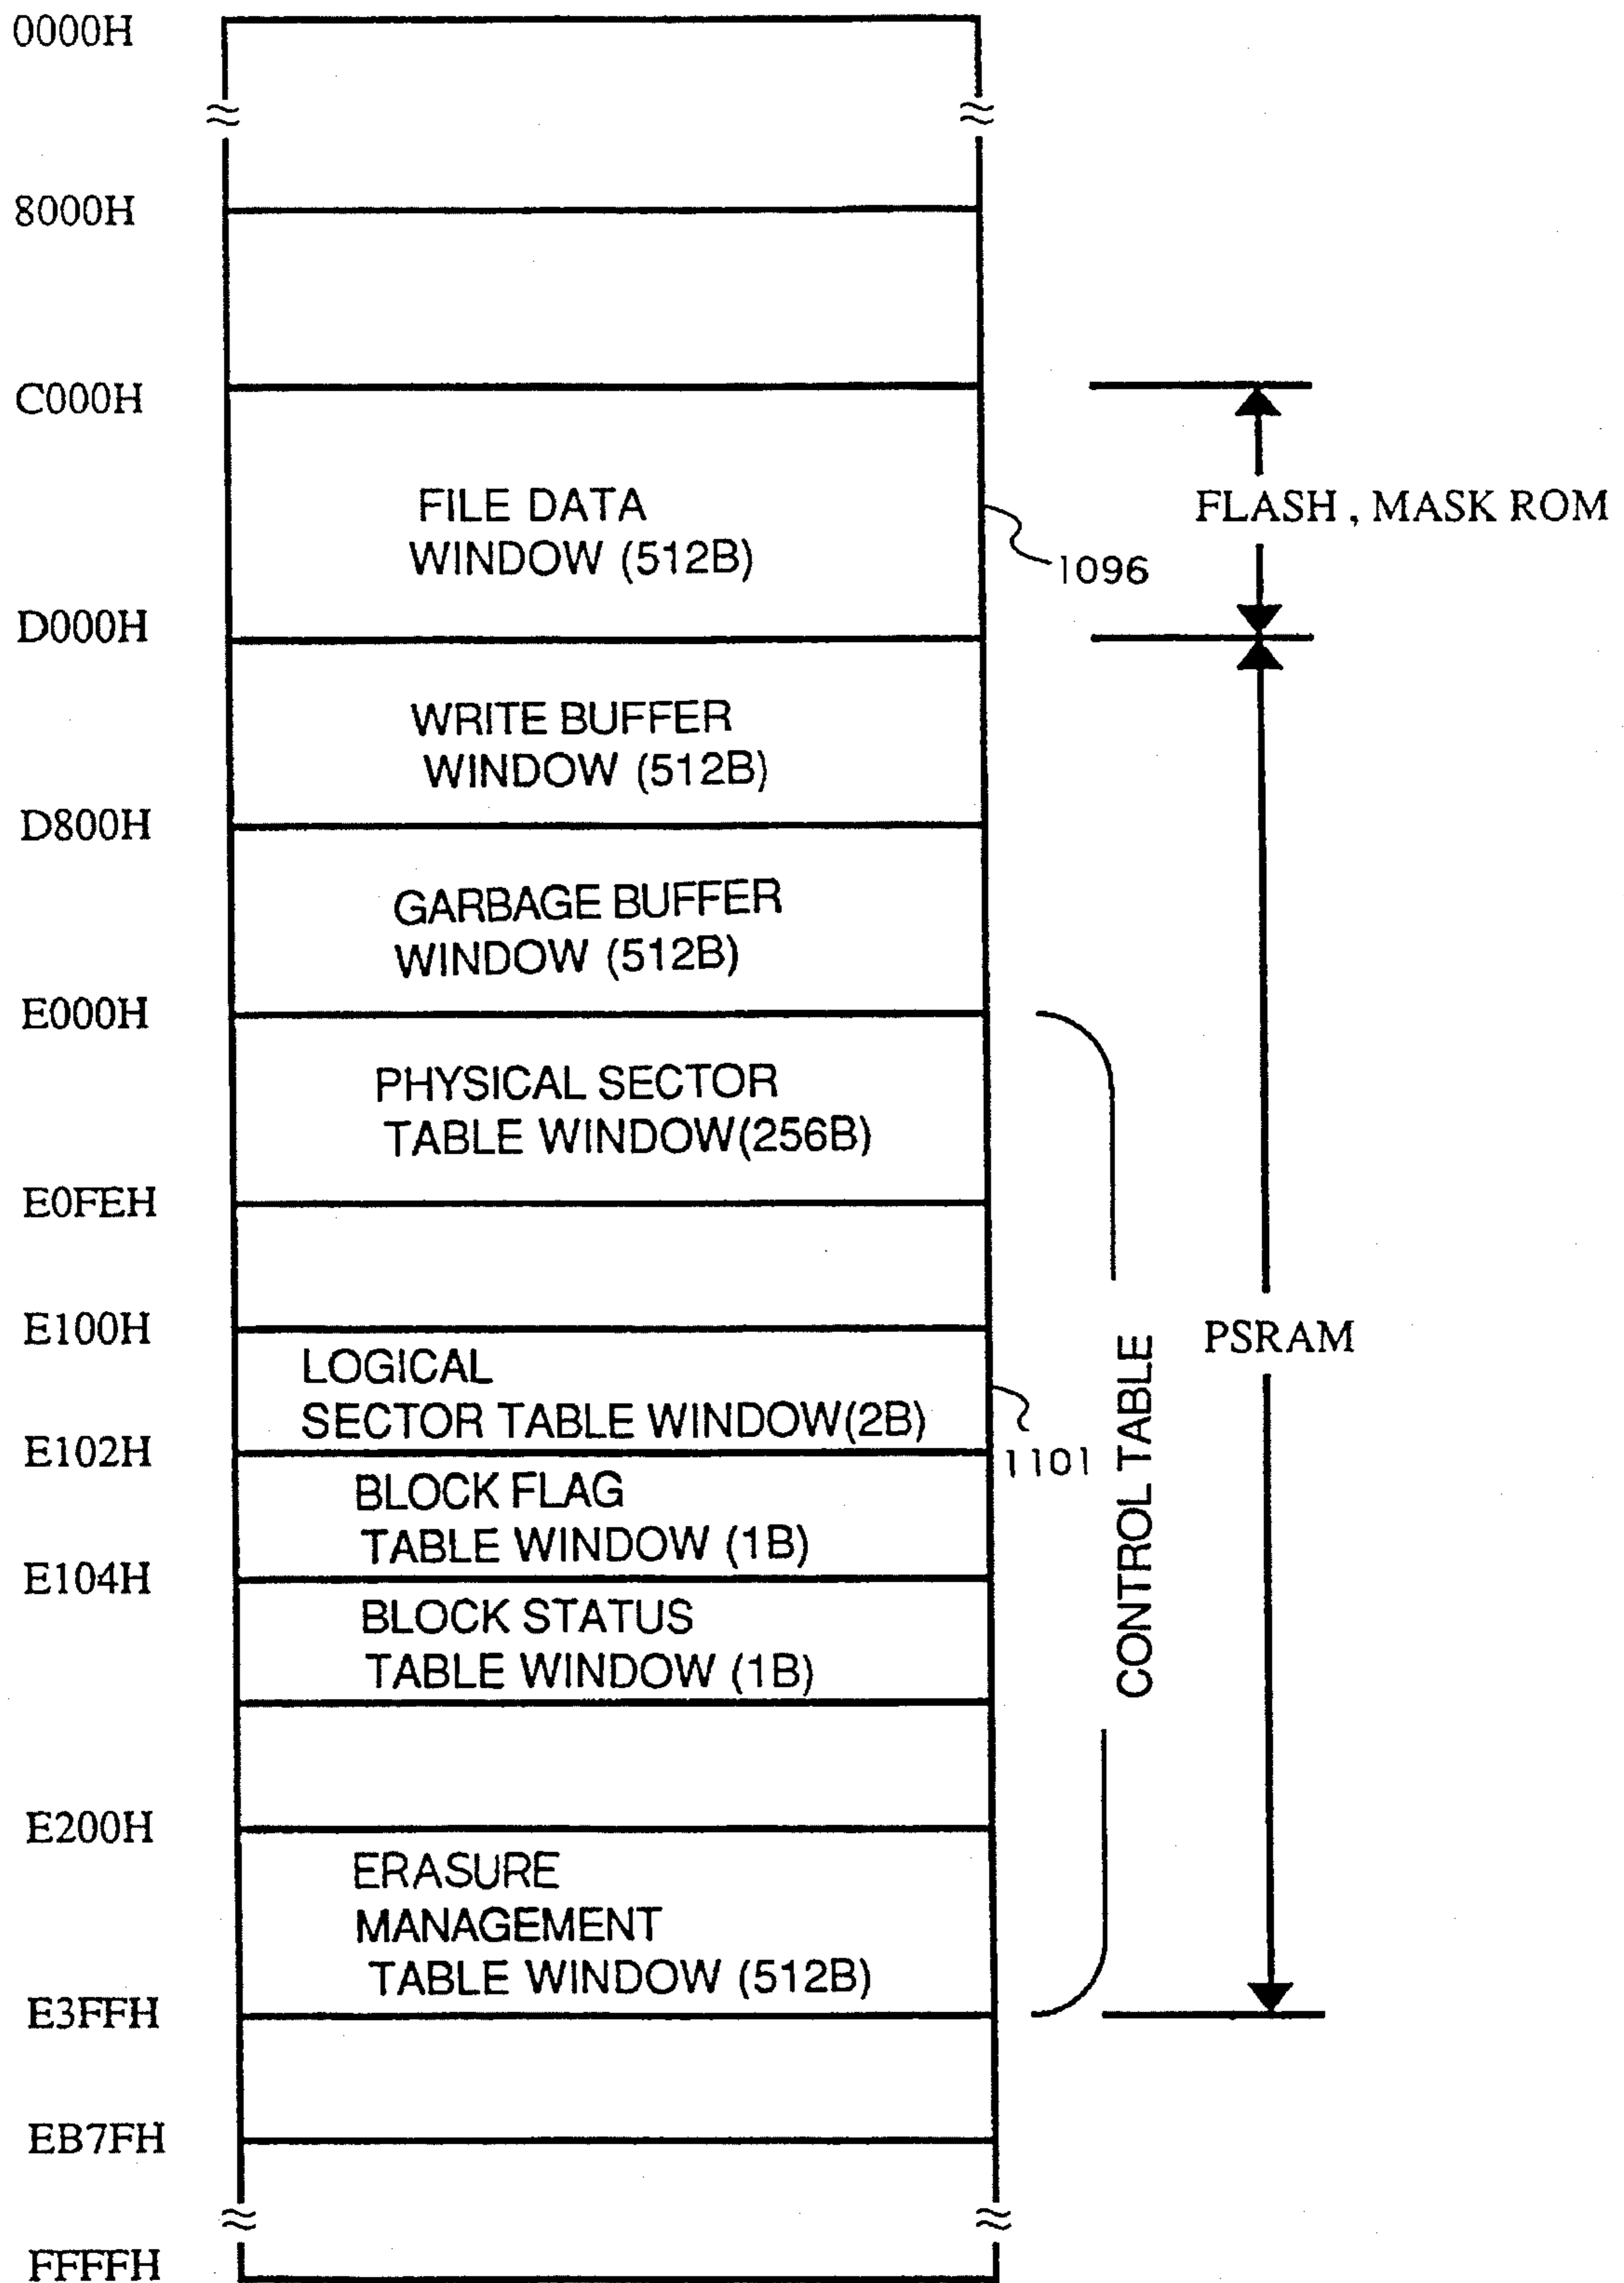 0000H
8000H
C000H
FILE DATA
WINDOW (512B)
1096
FLASH , MASK ROM
D000H
WRITE BUFFER
WINDOW (512B)
D800H
GARBAGE BUFFER
WINDOW (512B)
E000H
PHYSICAL SECTOR
TABLE WINDOW(256B)
E0FEH
E100H
LOGICAL
SECTOR TABLE WINDOW(2B)
1101
CONTROL TABLE
PSRAM
E102H
BLOCK FLAG
TABLE WINDOW (1B)
E104H
BLOCK STATUS
TABLE WINDOW (1B)
E200H
ERASURE
MANAGEMENT
TABLE WINDOW (512B)
E3FFH
EB7FH
FFFFH